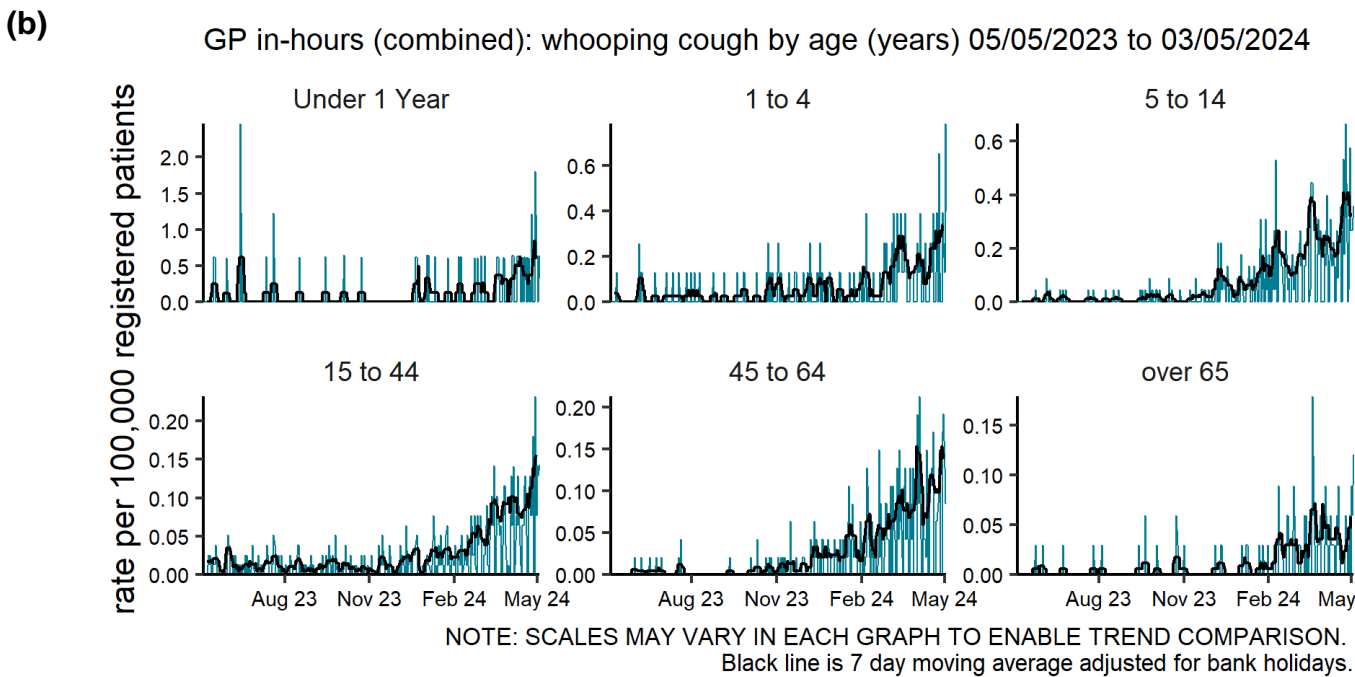 (b)
GP in-hours (combined): whooping cough by age (years) 05/05/2023 to 03/05/2024
rate per 100,000 registered patients
Under 1 Year
2.0
1.5
1.0
0.5
0.0
1 to 4
0.6
0.4
0.2
0.0
5 to 14
0.6
0.4
0.2
0.0
15 to 44
0.20
0.15
0.10
0.05
0.00
Aug 23 Nov 23 Feb 24 May 24
45 to 64
0.20
0.15
0.10
0.05
0.00
Aug 23 Nov 23 Feb 24 May 24
over 65
0.15
0.10
0.05
0.00
Aug 23 Nov 23 Feb 24 May
NOTE: SCALES MAY VARY IN EACH GRAPH TO ENABLE TREND COMPARISON.
Black line is 7 day moving average adjusted for bank holidays.